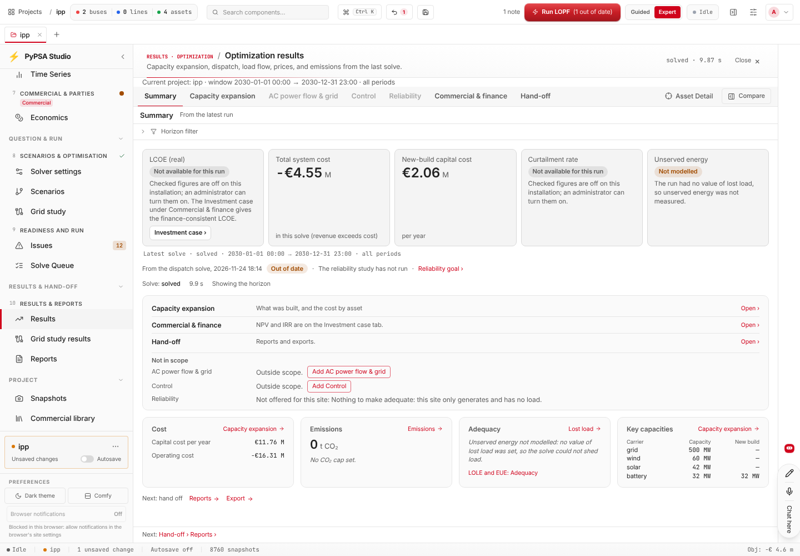 Projects / ipp
2 buses 0 lines 4 assets
Search components...
Ctrl K
1
1 note
Run LOPF (1 out of date)
Guided Expert
Idle
A
ipp ×
PyPSA Studio
Time Series
7 COMMERCIAL & PARTIES
Commercial
Economics
QUESTION & RUN
8 SCENARIOS & OPTIMISATION
Solver settings
Scenarios
Grid study
9 READINESS AND RUN
Issues 12
Solve Queue
RESULTS & HAND-OFF
10 RESULTS & REPORTS
Results
Grid study results
Reports
PROJECT
Snapshots
Commercial library
ipp
Unsaved changes Autosave
PREFERENCES
Dark theme Comfy
Browser notifications Off
Blocked in this browser: allow notifications in the browser's site settings
RESULTS · OPTIMIZATION / Optimization results
Capacity expansion, dispatch, load flow, prices, and emissions from the last solve.
solved · 9.87 s Close ×
Current project: ipp · window 2030-01-01 00:00 → 2030-12-31 23:00 · all periods
Summary Capacity expansion AC power flow & grid Control Reliability Commercial & finance Hand-off
Asset Detail Compare
Summary From the latest run
Horizon filter
LCOE (real)
Not available for this run
Checked figures are off on this installation; an administrator can turn them on. The Investment case under Commercial & finance gives the finance-consistent LCOE.
Investment case ›
Total system cost
-€4.55 M
in this solve (revenue exceeds cost)
New-build capital cost
€2.06 M
per year
Curtailment rate
Not available for this run
Checked figures are off on this installation; an administrator can turn them on.
Unserved energy
Not modelled
The run had no value of lost load, so unserved energy was not measured.
Latest solve · solved · 2030-01-01 00:00 → 2030-12-31 23:00 · all periods
From the dispatch solve, 2026-11-24 18:14 Out of date · The reliability study has not run · Reliability goal ›
Solve: solved 9.9 s Showing the horizon
Capacity expansion What was built, and the cost by asset Open ›
Commercial & finance NPV and IRR are on the Investment case tab. Open ›
Hand-off Reports and exports. Open ›
Not in scope
AC power flow & grid Outside scope. Add AC power flow & grid
Control Outside scope. Add Control
Reliability Not offered for this site: Nothing to make adequate: this site only generates and has no load.
Cost Capacity expansion →
Capital cost per year €11.76 M
Operating cost -€16.31 M
Emissions Emissions →
0 t CO₂
No CO₂ cap set.
Adequacy Lost load →
Unserved energy not modelled: no value of lost load was set, so the solve could not shed load.
LOLE and EUE: Adequacy
Key capacities Capacity expansion →
Carrier Capacity New build
grid 500 MW —
wind 60 MW —
solar 42 MW —
battery 32 MW 32 MW
Next: hand off Reports → Export →
Next: Hand-off › Reports ›
Chat here
Idle ipp 1 unsaved change Autosave off 8760 snapshots